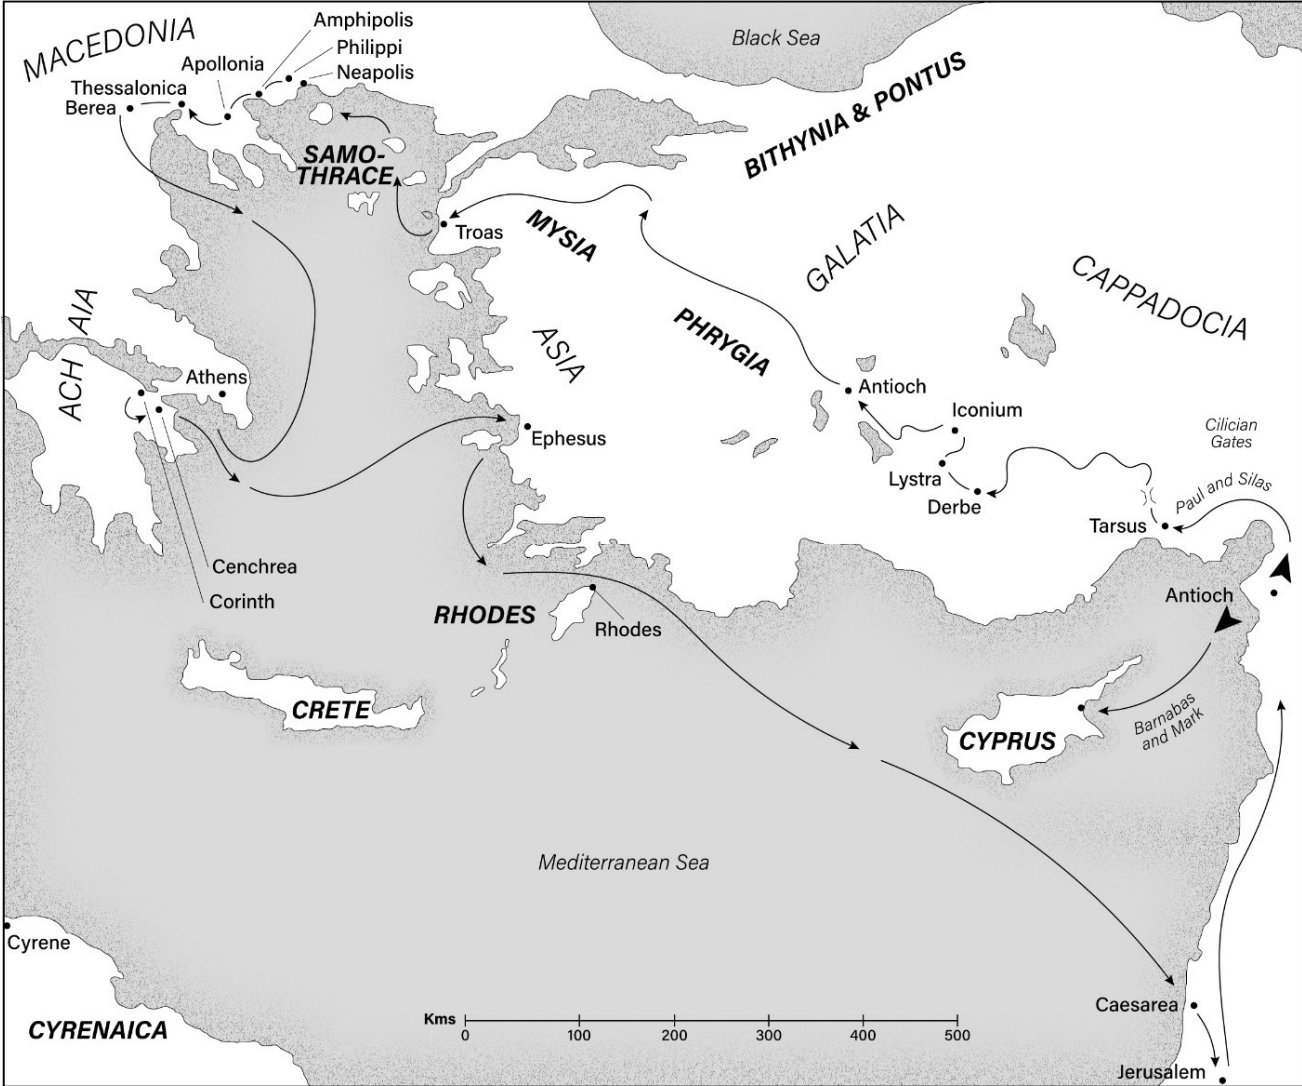 Black Sea
MACEDONIA
Amphipolis
Philippi
Neapolis
Apollonia
Thessalonica
Berea
SAMO-
THRACE
BITHYNIA & PONTUS
Troas
MYSIA
GALATIA
CAPPADOCIA
PHRYGIA
ASIA
ACH AIA
Athens
Antioch
Iconium
Ephesus
Cilician
Gates
Lystra
Derbe
Paul and Silas
Tarsus
Cenchrea
Corinth
Antioch
RHODES
Rhodes
CRETE
CYPRUS
Barnabas
and Mark
Mediterranean Sea
Cyrene
CYRENAICA
Caesarea
Kms
0 100 200 300 400 500
Jerusalem